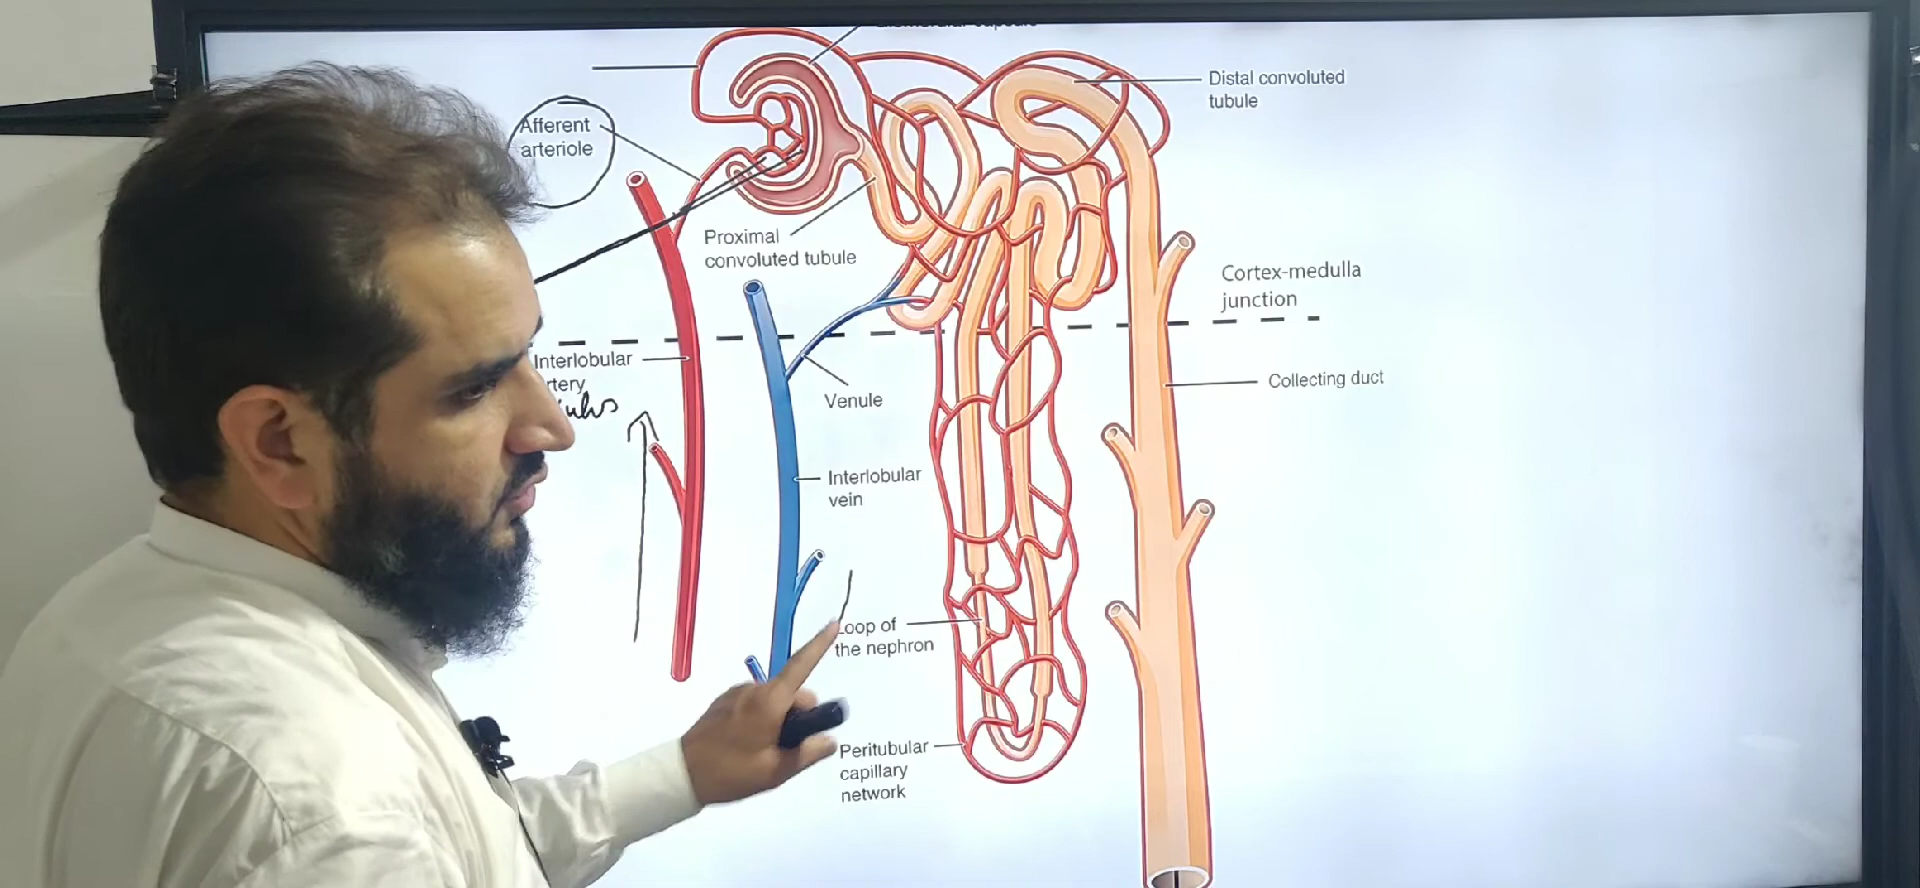 Distal convoluted
tubule
Afferent
arteriole
Proximal
convoluted tubule
Cortex-medulla
junction
Interlobular
rtery
Venule
Collecting duct
Interlobular
vein
Loop of
the nephron
Peritubular
capillary
network